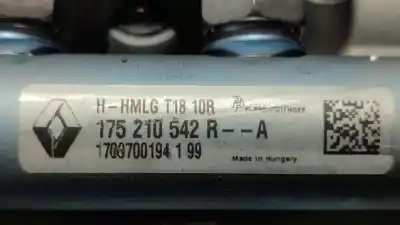 H-HMLG T18 10R
175 210 542 R--A
1703700194 1 99
Made in Hungary